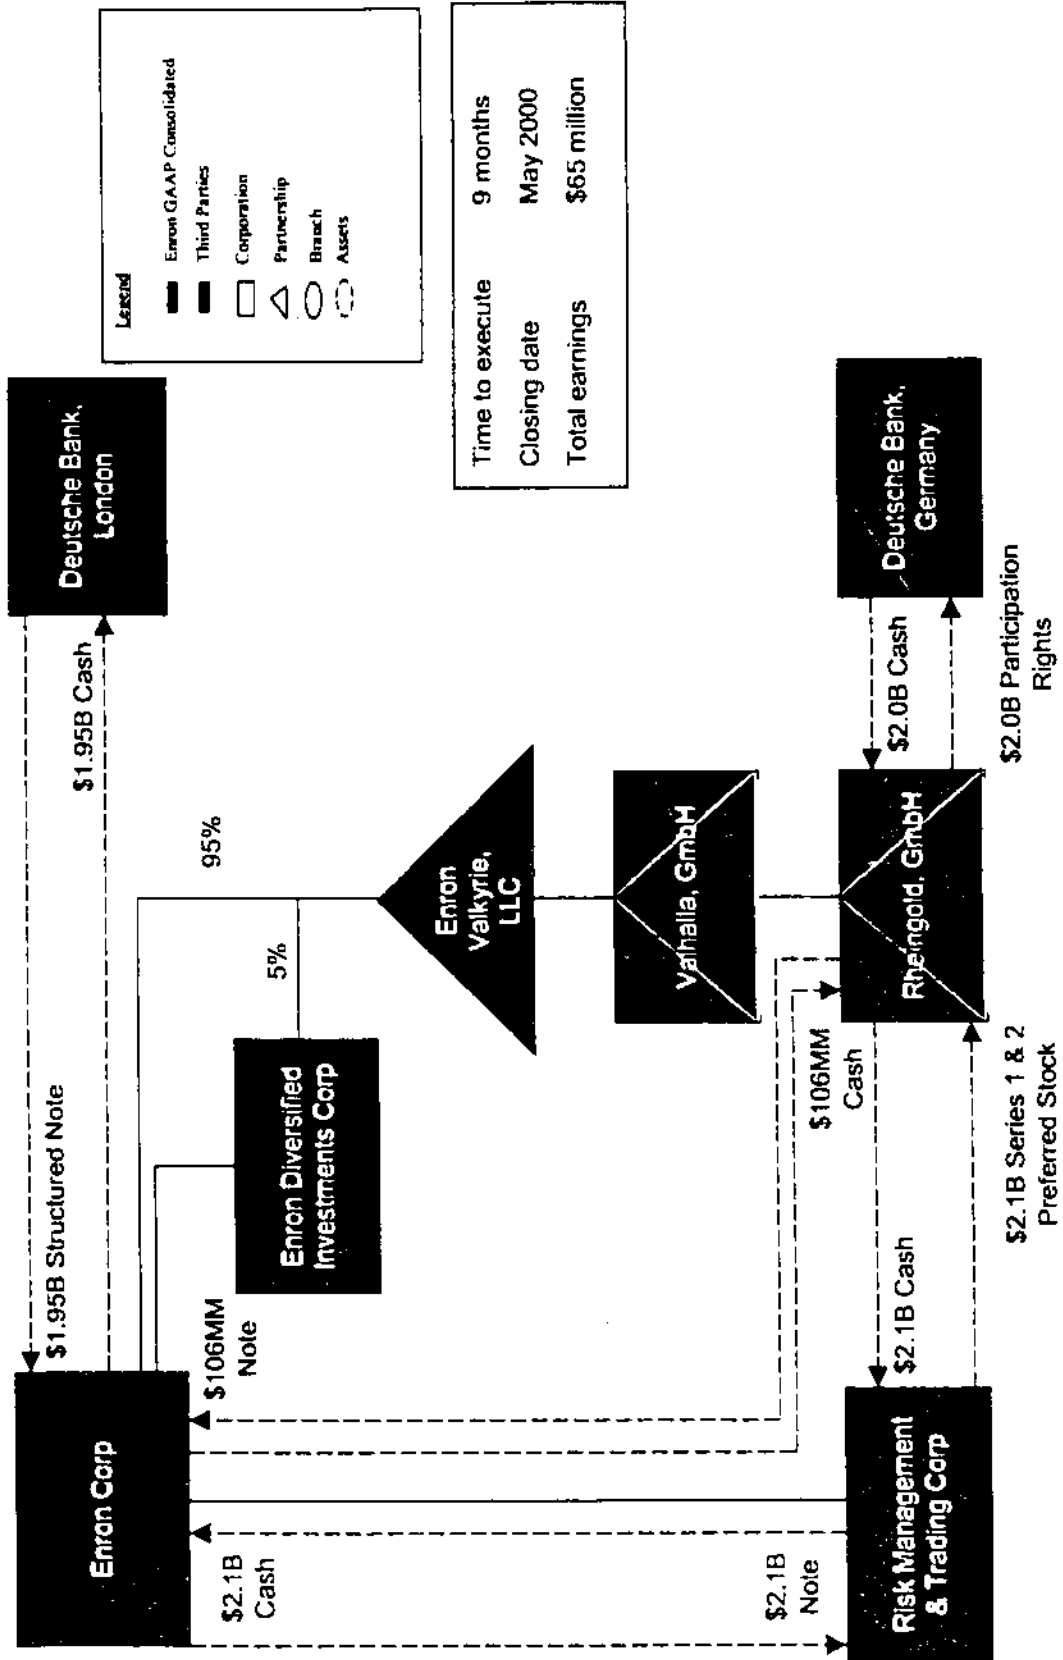 Enron Corp
$1.95B Structured Note
$1.95B Cash
Deutsche Bank,
London
Legend
Enron GAAP Consolidated
Third Parties
Corporation
Partnership
Branch
Assets
95%
5%
Enron Diversified
Investments Corp
Enron
Valkyrie,
LLC
Time to execute 9 months
Closing date May 2000
Total earnings $65 million
$106MM
Note
$2.1B
Cash
Valhalla, GmbH
$2.1B
Note
$106MM
Cash
Risk Management
& Trading Corp
$2.1B Cash
Rheingold, GmbH
$2.0B Cash
Deutsche Bank,
Germany
$2.1B Series 1 & 2
Preferred Stock
$2.0B Participation
Rights